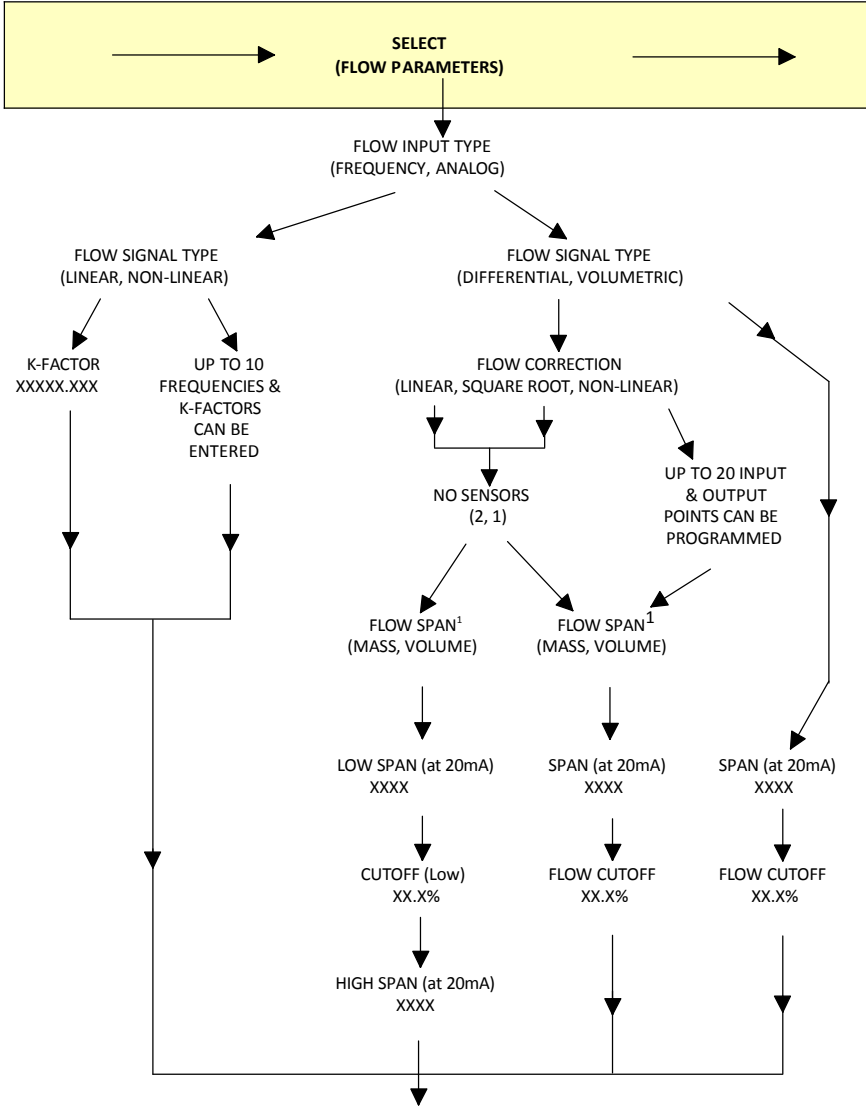 SELECT
(FLOW PARAMETERS)
FLOW INPUT TYPE
(FREQUENCY, ANALOG)
FLOW SIGNAL TYPE
(LINEAR, NON-LINEAR)
FLOW SIGNAL TYPE
(DIFFERENTIAL, VOLUMETRIC)
K-FACTOR
XXXXX.XXX
UP TO 10
FREQUENCIES &
K-FACTORS
CAN BE
ENTERED
FLOW CORRECTION
(LINEAR, SQUARE ROOT, NON-LINEAR)
NO SENSORS
(2, 1)
UP TO 20 INPUT
& OUTPUT
POINTS CAN BE
PROGRAMMED
FLOW SPAN¹
(MASS, VOLUME)
FLOW SPAN¹
(MASS, VOLUME)
LOW SPAN (at 20mA)
XXXX
SPAN (at 20mA)
XXXX
SPAN (at 20mA)
XXXX
CUTOFF (Low)
XX.X%
FLOW CUTOFF
XX.X%
FLOW CUTOFF
XX.X%
HIGH SPAN (at 20mA)
XXXX